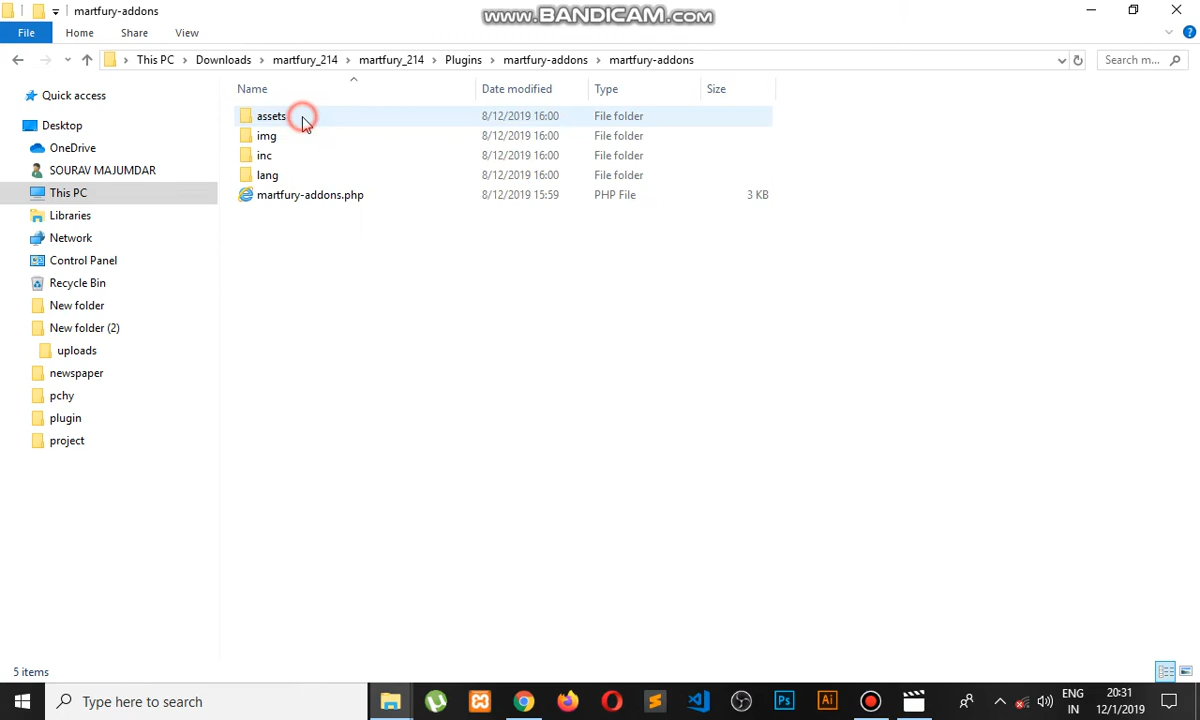 martfury-addons
www.BANDICAM.com
File Home Share View
This PC Downloads martfury_214 martfury_214 Plugins martfury-addons martfury-addons
Search m...
Name Date modified Type Size
Quick access
Desktop
OneDrive
SOURAV MAJUMDAR
This PC
Libraries
Network
Control Panel
Recycle Bin
New folder
New folder (2)
uploads
newspaper
pchy
plugin
project
assets 8/12/2019 16:00 File folder
img 8/12/2019 16:00 File folder
inc 8/12/2019 16:00 File folder
lang 8/12/2019 16:00 File folder
martfury-addons.php 8/12/2019 15:59 PHP File 3 KB
5 items
Type here to search
Ps
Ai
ENG
IN
20:31
12/1/2019